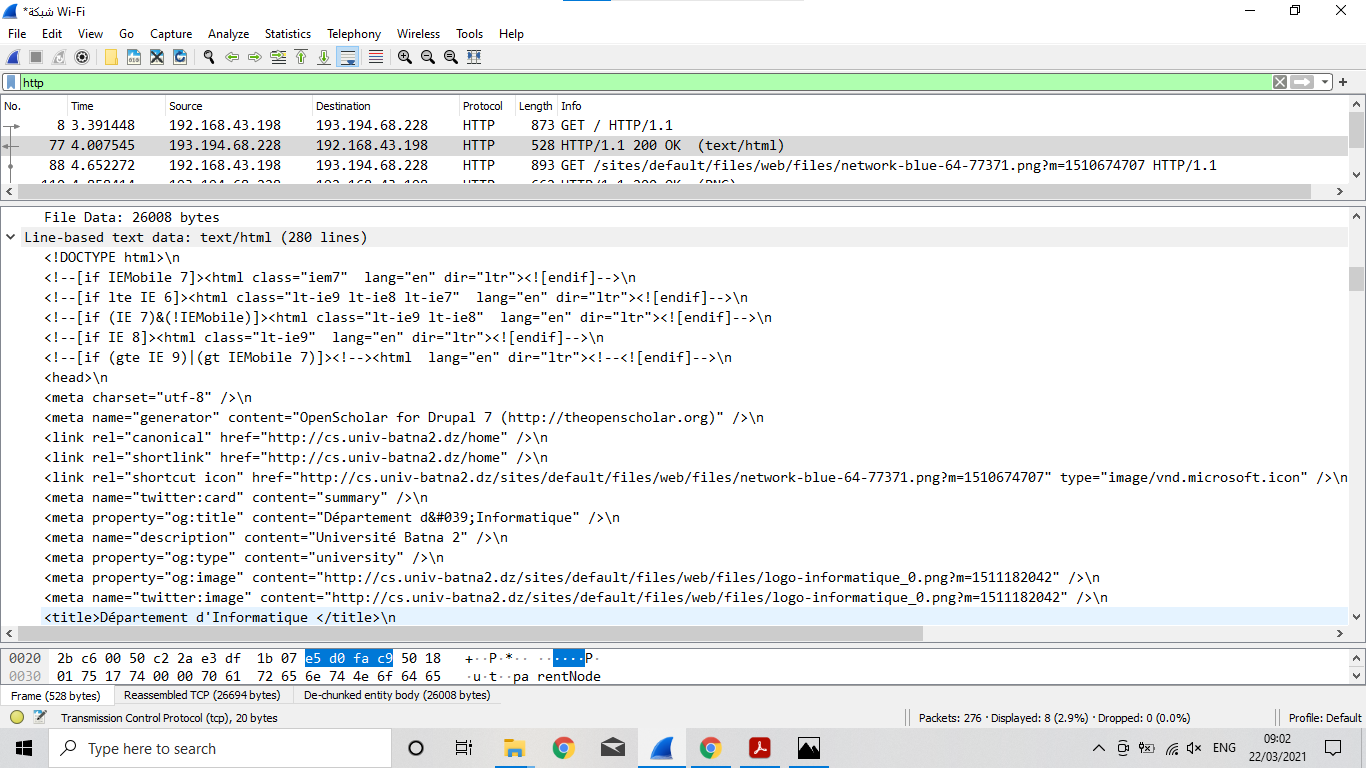 *شبكة Wi-Fi
File Edit View Go Capture Analyze Statistics Telephony Wireless Tools Help
http
No. Time Source Destination Protocol Length Info
8 3.391448 192.168.43.198 193.194.68.228 HTTP 873 GET / HTTP/1.1
77 4.007545 193.194.68.228 192.168.43.198 HTTP 528 HTTP/1.1 200 OK (text/html)
88 4.652272 192.168.43.198 193.194.68.228 HTTP 893 GET /sites/default/files/web/files/network-blue-64-77371.png?m=1510674707 HTTP/1.1
File Data: 26008 bytes
Line-based text data: text/html (280 lines)
<!DOCTYPE html>\n
<!--[if IEMobile 7]><html class="iem7"  lang="en" dir="ltr"><![endif]-->\n
<!--[if lte IE 6]><html class="lt-ie9 lt-ie8 lt-ie7"  lang="en" dir="ltr"><![endif]-->\n
<!--[if (IE 7)&(!IEMobile)]><html class="lt-ie9 lt-ie8"  lang="en" dir="ltr"><![endif]-->\n
<!--[if IE 8]><html class="lt-ie9"  lang="en" dir="ltr"><![endif]-->\n
<!--[if (gte IE 9)|(gt IEMobile 7)]><!--><html  lang="en" dir="ltr"><!--<![endif]-->\n
<head>\n
<meta charset="utf-8" />\n
<meta name="generator" content="OpenScholar for Drupal 7 (http://theopenscholar.org)" />\n
<link rel="canonical" href="http://cs.univ-batna2.dz/home" />\n
<link rel="shortlink" href="http://cs.univ-batna2.dz/home" />\n
<link rel="shortcut icon" href="http://cs.univ-batna2.dz/sites/default/files/web/files/network-blue-64-77371.png?m=1510674707" type="image/vnd.microsoft.icon" />\n
<meta name="twitter:card" content="summary" />\n
<meta property="og:title" content="Département d&#039;Informatique" />\n
<meta name="description" content="Université Batna 2" />\n
<meta property="og:type" content="university" />\n
<meta property="og:image" content="http://cs.univ-batna2.dz/sites/default/files/web/files/logo-informatique_0.png?m=1511182042" />\n
<meta name="twitter:image" content="http://cs.univ-batna2.dz/sites/default/files/web/files/logo-informatique_0.png?m=1511182042" />\n
<title>Département d'Informatique </title>\n
0020 2b c6 00 50 c2 2a e3 df 1b 07 e5 d0 fa c9 50 18 +··P·*·· ······P·
0030 01 75 17 74 00 00 70 61 72 65 6e 74 4e 6f 64 65 ·u·t··pa rentNode
Frame (528 bytes) Reassembled TCP (26694 bytes) De-chunked entity body (26008 bytes)
Transmission Control Protocol (tcp), 20 bytes Packets: 276 · Displayed: 8 (2.9%) · Dropped: 0 (0.0%) Profile: Default
Type here to search ENG 09:02
22/03/2021